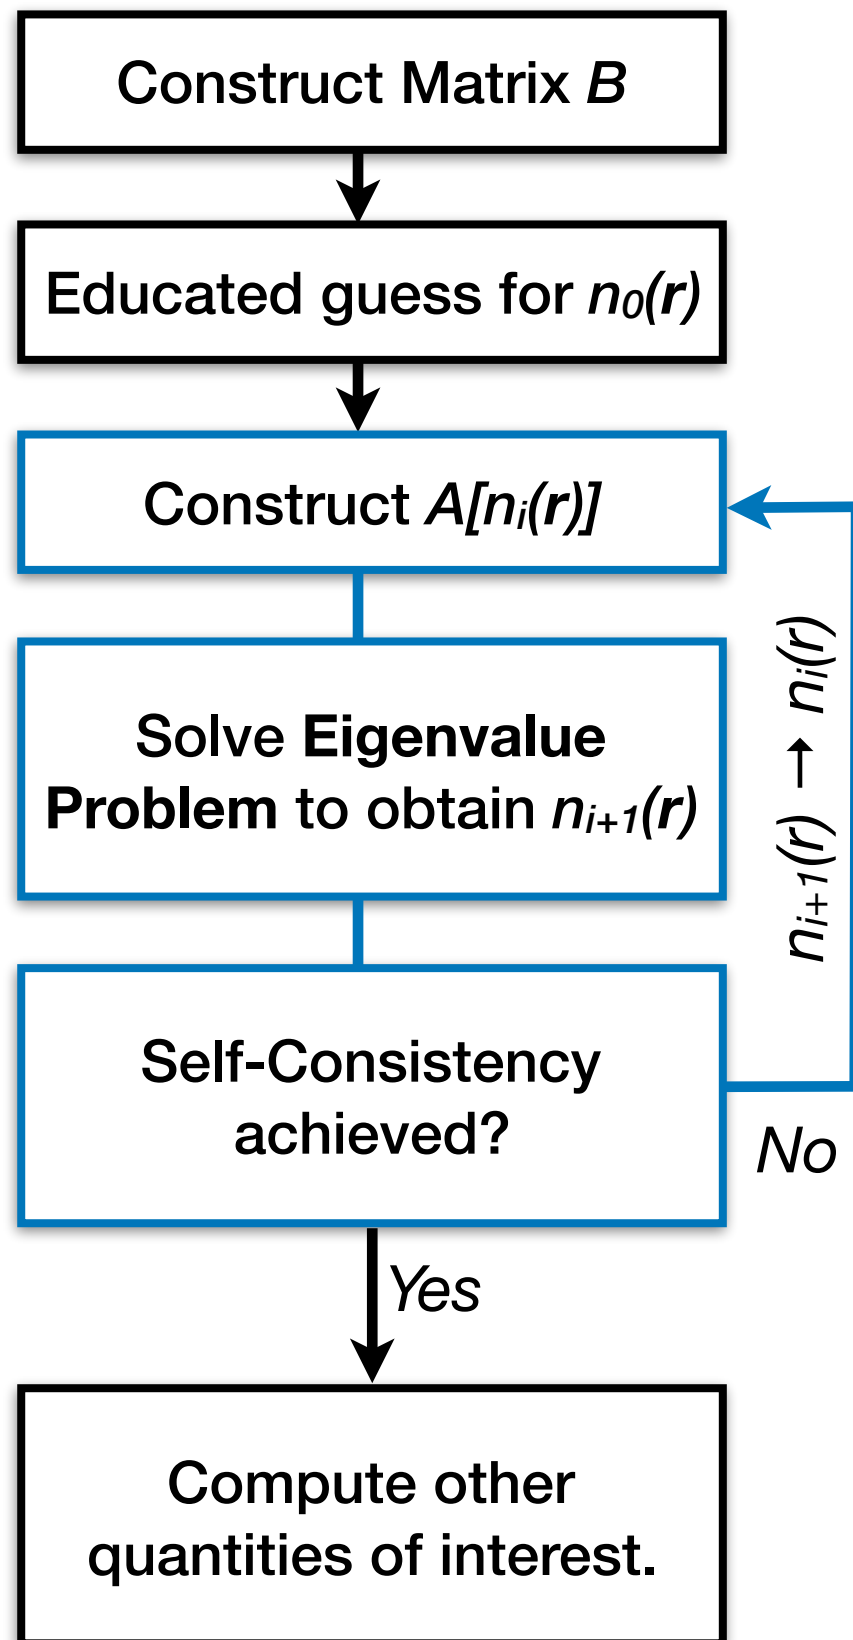 Construct Matrix B
Educated guess for n₀(r)
Construct A[nᵢ(r)]
Solve Eigenvalue
Problem to obtain nᵢ₊₁(r)
nᵢ₊₁(r) → nᵢ(r)
Self-Consistency
achieved?
No
Yes
Compute other
quantities of interest.